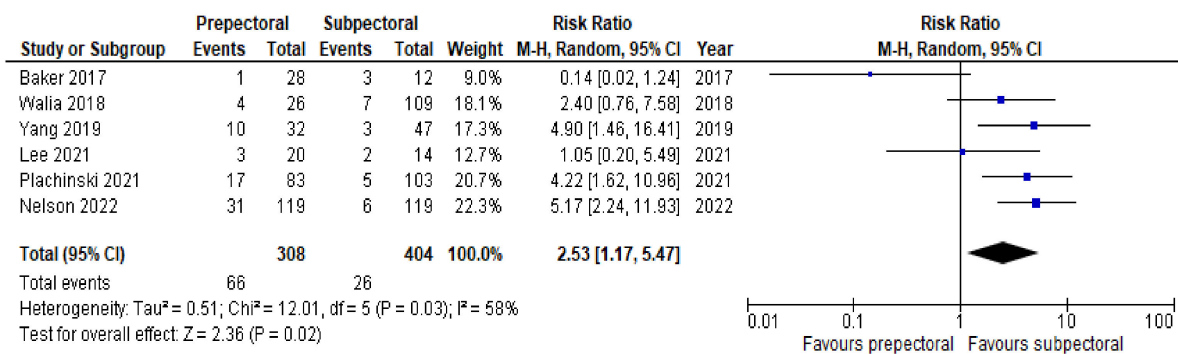 Prepectoral Subpectoral Risk Ratio Risk Ratio
Study or Subgroup Events Total Events Total Weight M-H, Random, 95% CI Year M-H, Random, 95% CI
Baker 2017 1 28 3 12 9.0% 0.14 [0.02, 1.24] 2017
Walia 2018 4 26 7 109 18.1% 2.40 [0.76, 7.58] 2018
Yang 2019 10 32 3 47 17.3% 4.90 [1.46, 16.41] 2019
Lee 2021 3 20 2 14 12.7% 1.05 [0.20, 5.49] 2021
Plachinski 2021 17 83 5 103 20.7% 4.22 [1.62, 10.96] 2021
Nelson 2022 31 119 6 119 22.3% 5.17 [2.24, 11.93] 2022
Total (95% CI) 308 404 100.0% 2.53 [1.17, 5.47]
Total events 66 26
Heterogeneity: Tau² = 0.51; Chi² = 12.01, df = 5 (P = 0.03); I² = 58%
Test for overall effect: Z = 2.36 (P = 0.02)
0.01 0.1 1 10 100
Favours prepectoral Favours subpectoral